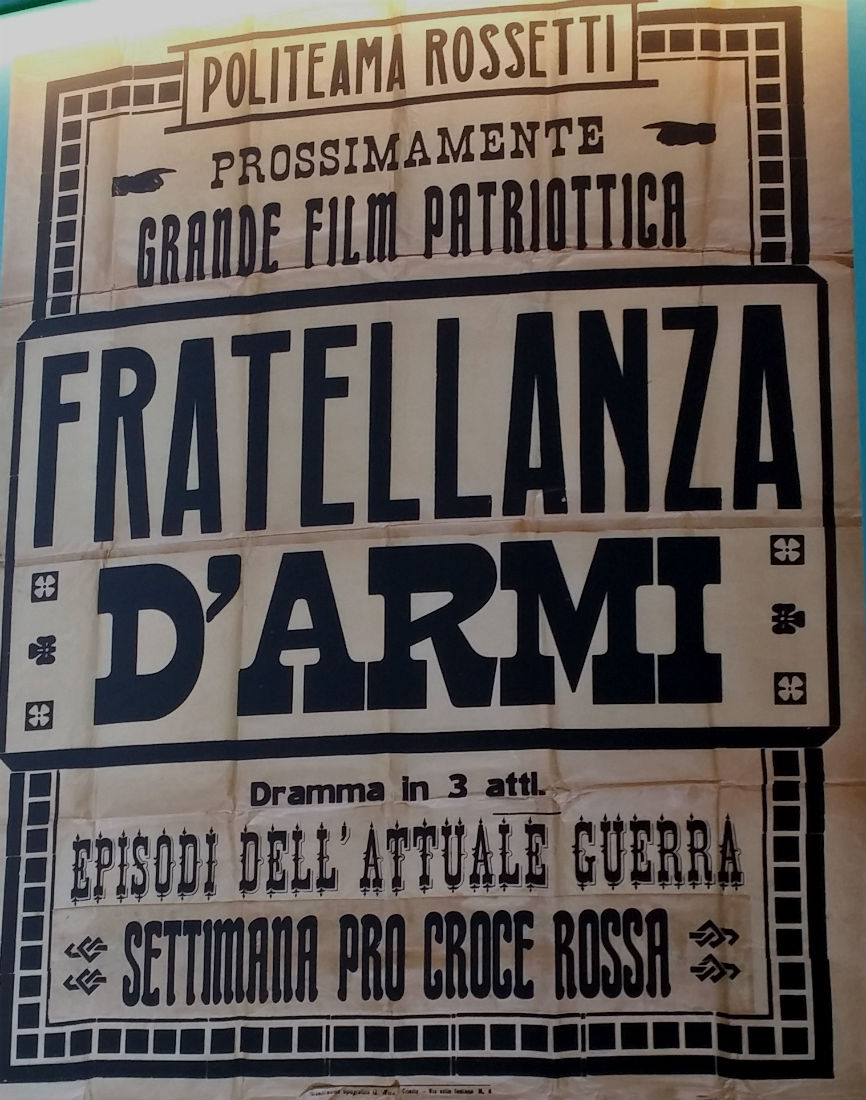 POLITEAMA ROSSETTI
PROSSIMAMENTE
GRANDE FILM PATRIOTTICA
FRATELLANZA
D'ARMI
Dramma in 3 atti.
EPISODI DELL' ATTUALE GUERRA
SETTIMANA PRO CROCE ROSSA